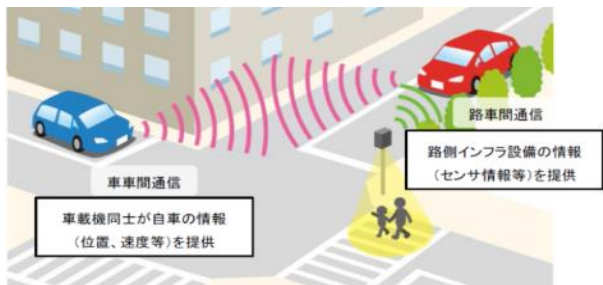 路車間通信
路側インフラ設備の情報
（センサ情報等）を提供
車車間通信
車載機同士が自車の情報
（位置、速度等）を提供